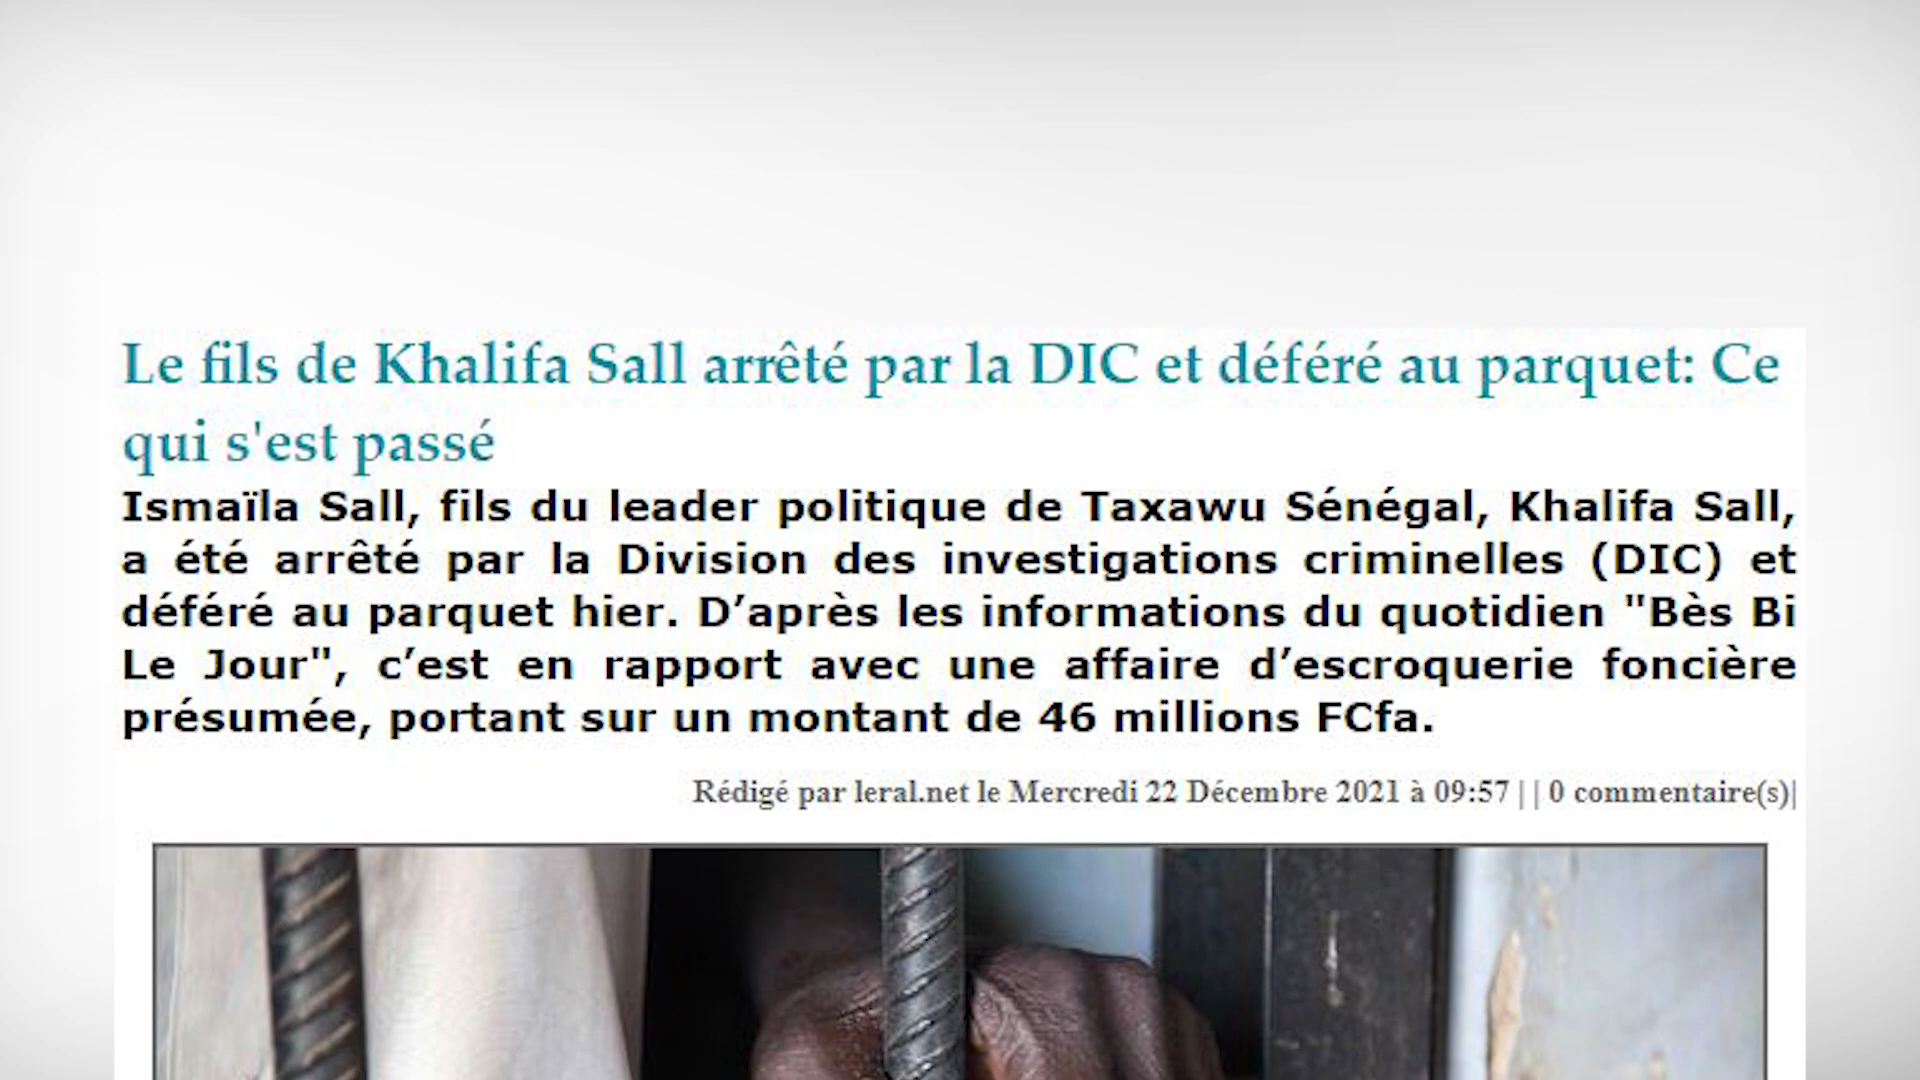 Le fils de Khalifa Sall arrêté par la DIC et déféré au parquet: Ce
qui s'est passé
Ismaïla Sall, fils du leader politique de Taxawu Sénégal, Khalifa Sall,
a été arrêté par la Division des investigations criminelles (DIC) et
déféré au parquet hier. D’après les informations du quotidien "Bès Bi
Le Jour", c’est en rapport avec une affaire d’escroquerie foncière
présumée, portant sur un montant de 46 millions FCfa.
Rédigé par leral.net le Mercredi 22 Décembre 2021 à 09:57 | | 0 commentaire(s)|